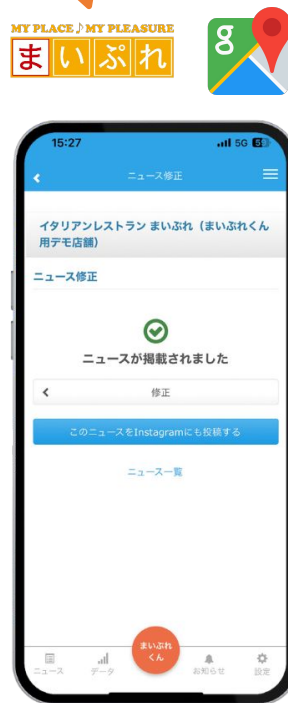 MY PLACE♪MY PLEASURE
まいぷれ
g
15:27
5G
ニュース修正
イタリアンレストラン まいぷれ（まいぷれくん
用デモ店舗）
ニュース修正
ニュースが掲載されました
修正
このニュースをInstagramにも投稿する
ニュース一覧
まいぷれ
くん
ニュース
データ
お知らせ
設定